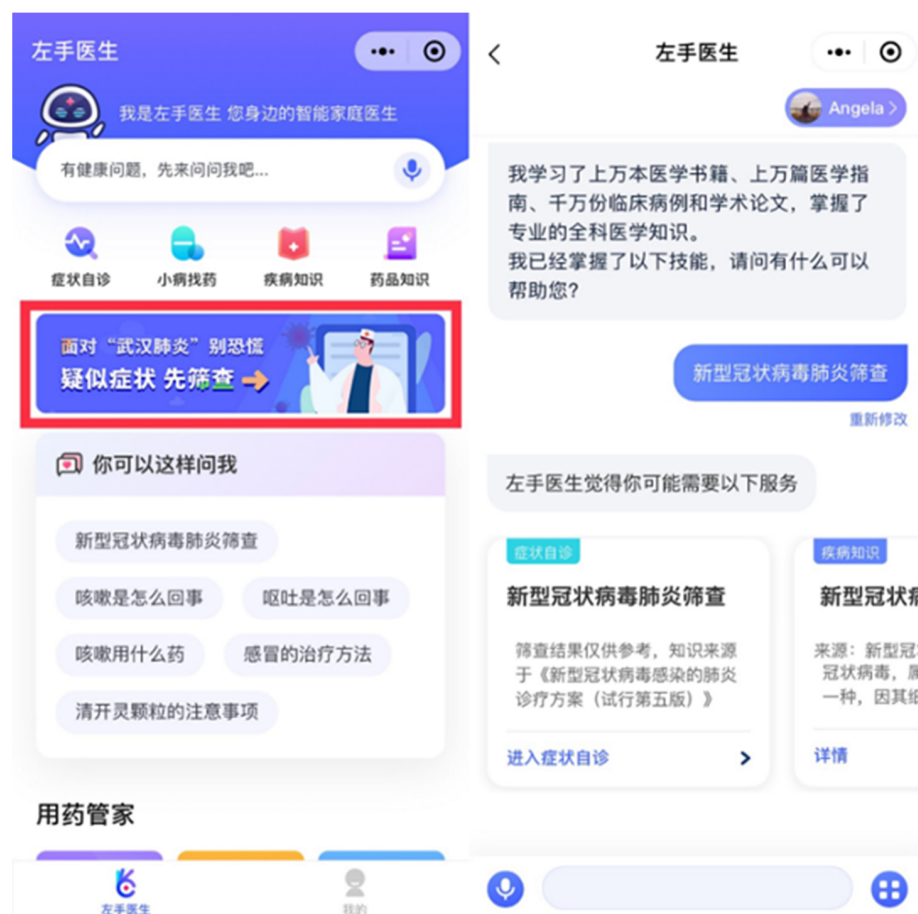 左手医生
我是左手医生 您身边的智能家庭医生
有健康问题，先来问问我吧...
症状自诊
小病找药
疾病知识
药品知识
面对“武汉肺炎”别恐慌
疑似症状 先筛查
你可以这样问我
新型冠状病毒肺炎筛查
咳嗽是怎么回事
呕吐是怎么回事
咳嗽用什么药
感冒的治疗方法
清开灵颗粒的注意事项
用药管家
左手医生
我的
左手医生
Angela
我学习了上万本医学书籍、上万篇医学指
南、千万份临床病例和学术论文，掌握了
专业的全科医学知识。
我已经掌握了以下技能，请问有什么可以
帮助您？
新型冠状病毒肺炎筛查
重新修改
左手医生觉得你可能需要以下服务
症状自诊
新型冠状病毒肺炎筛查
筛查结果仅供参考，知识来源
于《新型冠状病毒感染的肺炎
诊疗方案（试行第五版）》
进入症状自诊
疾病知识
新型冠状
来源：新型冠
冠状病毒，
一种，因其
详情